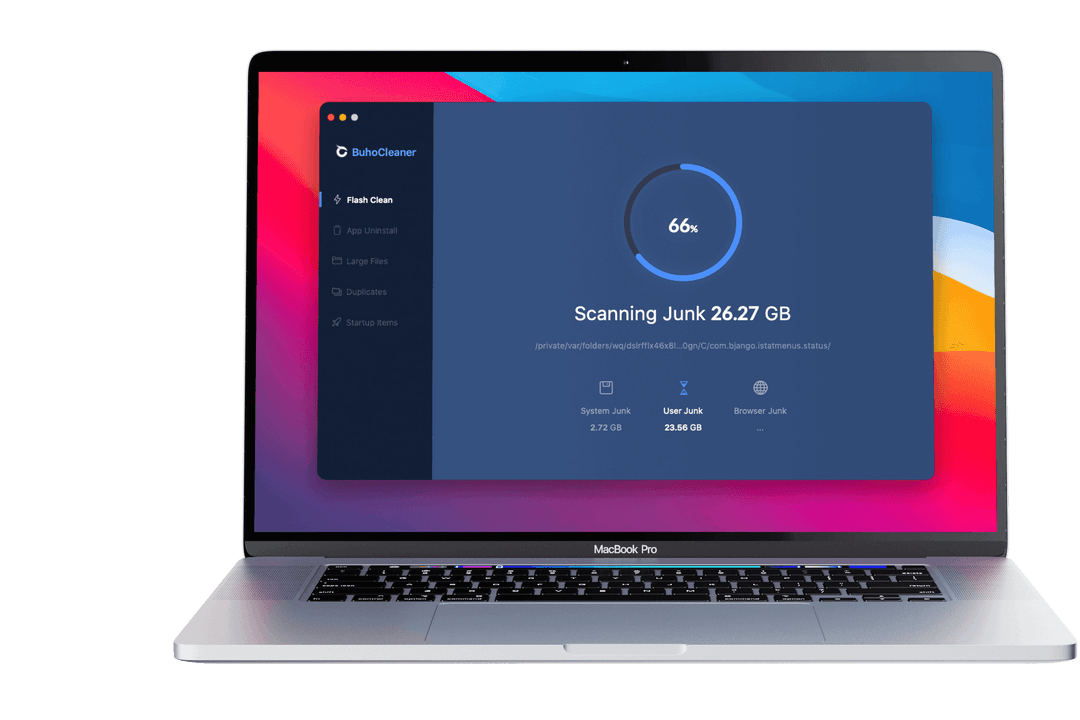 BuhoCleaner
Flash Clean
App Uninstall
Large Files
Duplicates
Startup Items
66%
Scanning Junk 26.27 GB
/private/var/folders/wq/dslrfflx46x8l...0gn/C/com.bjango.istatmenus.status/
System Junk
2.72 GB
User Junk
23.56 GB
Browser Junk
...
MacBook Pro